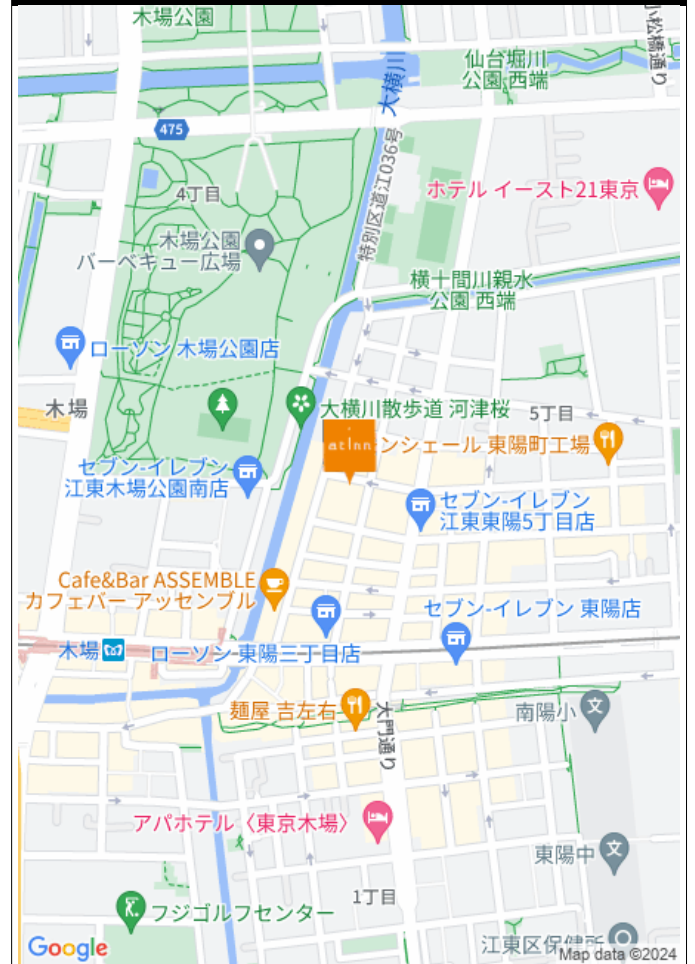 木場公園
小松橋通り
大横川
仙台堀川
公園 西端
475
特別区道江036号
4丁目
ホテル イースト21東京
木場公園
バーベキュー広場
横十間川親水
公園 西端
ローソン 木場公園店
木場
大横川散歩道 河津桜
5丁目
at Inn
ンシェール 東陽町工場
セブン-イレブン
江東木場公園南店
セブン-イレブン
江東東陽5丁目店
Cafe&Bar ASSEMBLE
カフェバー アッセンブル
セブン-イレブン 東陽店
木場
ローソン 東陽三丁目店
麺屋 吉左右
大門通り
南陽小
文
アパホテル〈東京木場〉
東陽中
文
1丁目
フジゴルフセンター
江東区保健所
Google
Map data ©2024